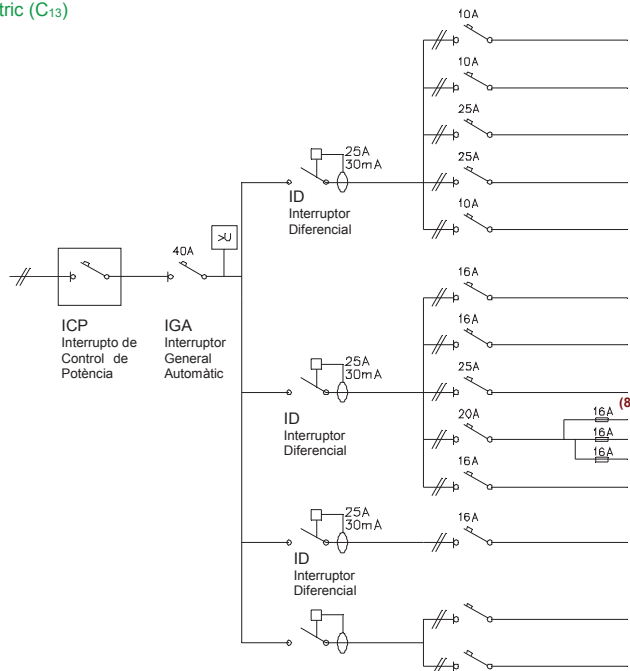 tric (C13)
10A
10A
25A
25A
30mA
25A
ID
Interruptor
Diferencial
10A
>U
40A
ICP
Interrupto de
Control de
Potència
IGA
Interruptor
General
Automàtic
16A
16A
25A
30mA
25A
(8
ID
Interruptor
Diferencial
20A
16A
16A
16A
16A
25A
30mA
16A
ID
Interruptor
Diferencial